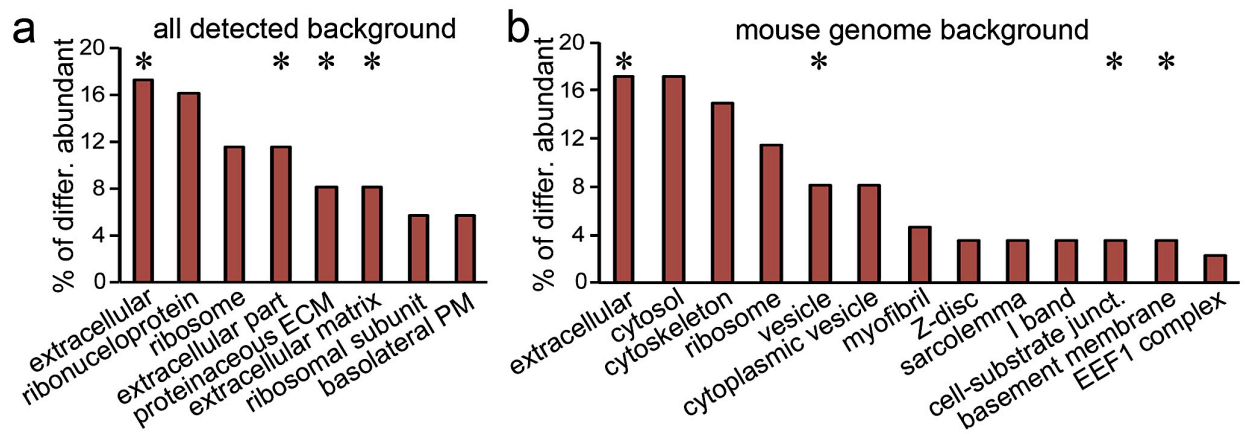 a all detected background
% of differ. abundant
20
16
12
8
4
0
* * * *
extracellular
ribonuceloprotein
ribosome
extracellular part
proteinaceous ECM
extracellular matrix
ribosomal subunit
basolateral PM
b mouse genome background
% of differ. abundant
20
16
12
8
4
0
* * * *
extracellular
cytosol
cytoskeleton
ribosome
vesicle
cytoplasmic vesicle
myofibril
Z-disc
sarcolemma
I band
cell-substrate junct.
basement membrane
EEF1 complex